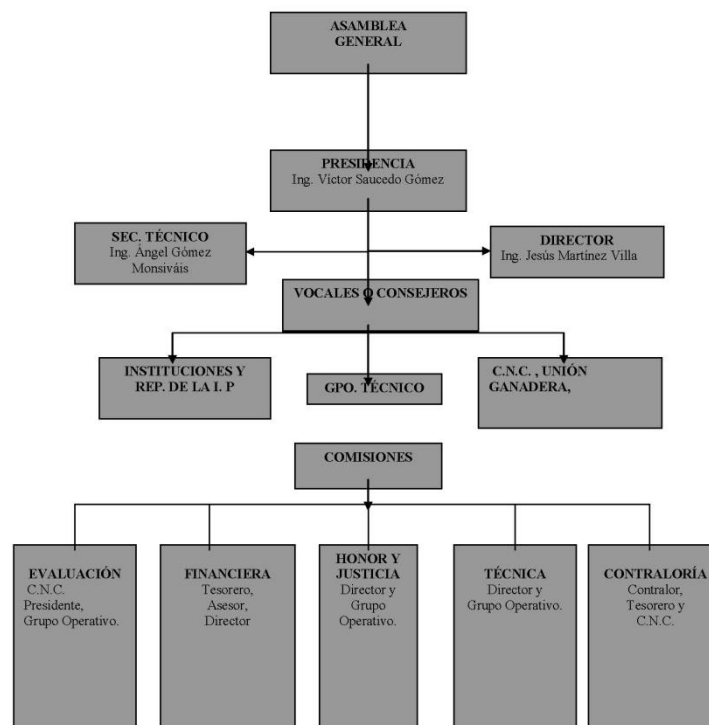 ASAMBLEA
GENERAL
PRESIDENCIA
Ing. Víctor Saucedo Gómez
SEC. TÉCNICO
Ing. Ángel Gómez
Monsiváis
DIRECTOR
Ing. Jesús Martínez Villa
VOCALES O CONSEJEROS
INSTITUCIONES Y
REP. DE LA I. P
GPO. TÉCNICO
C.N.C. , UNIÓN
GANADERA,
COMISIONES
EVALUACIÓN
C.N.C.
Presidente,
Grupo Operativo.
FINANCIERA
Tesorero,
Asesor,
Director
HONOR Y
JUSTICIA
Director y
Grupo
Operativo.
TÉCNICA
Director y
Grupo Operativo.
CONTRALORÍA
Contralor,
Tesorero y
C.N.C.